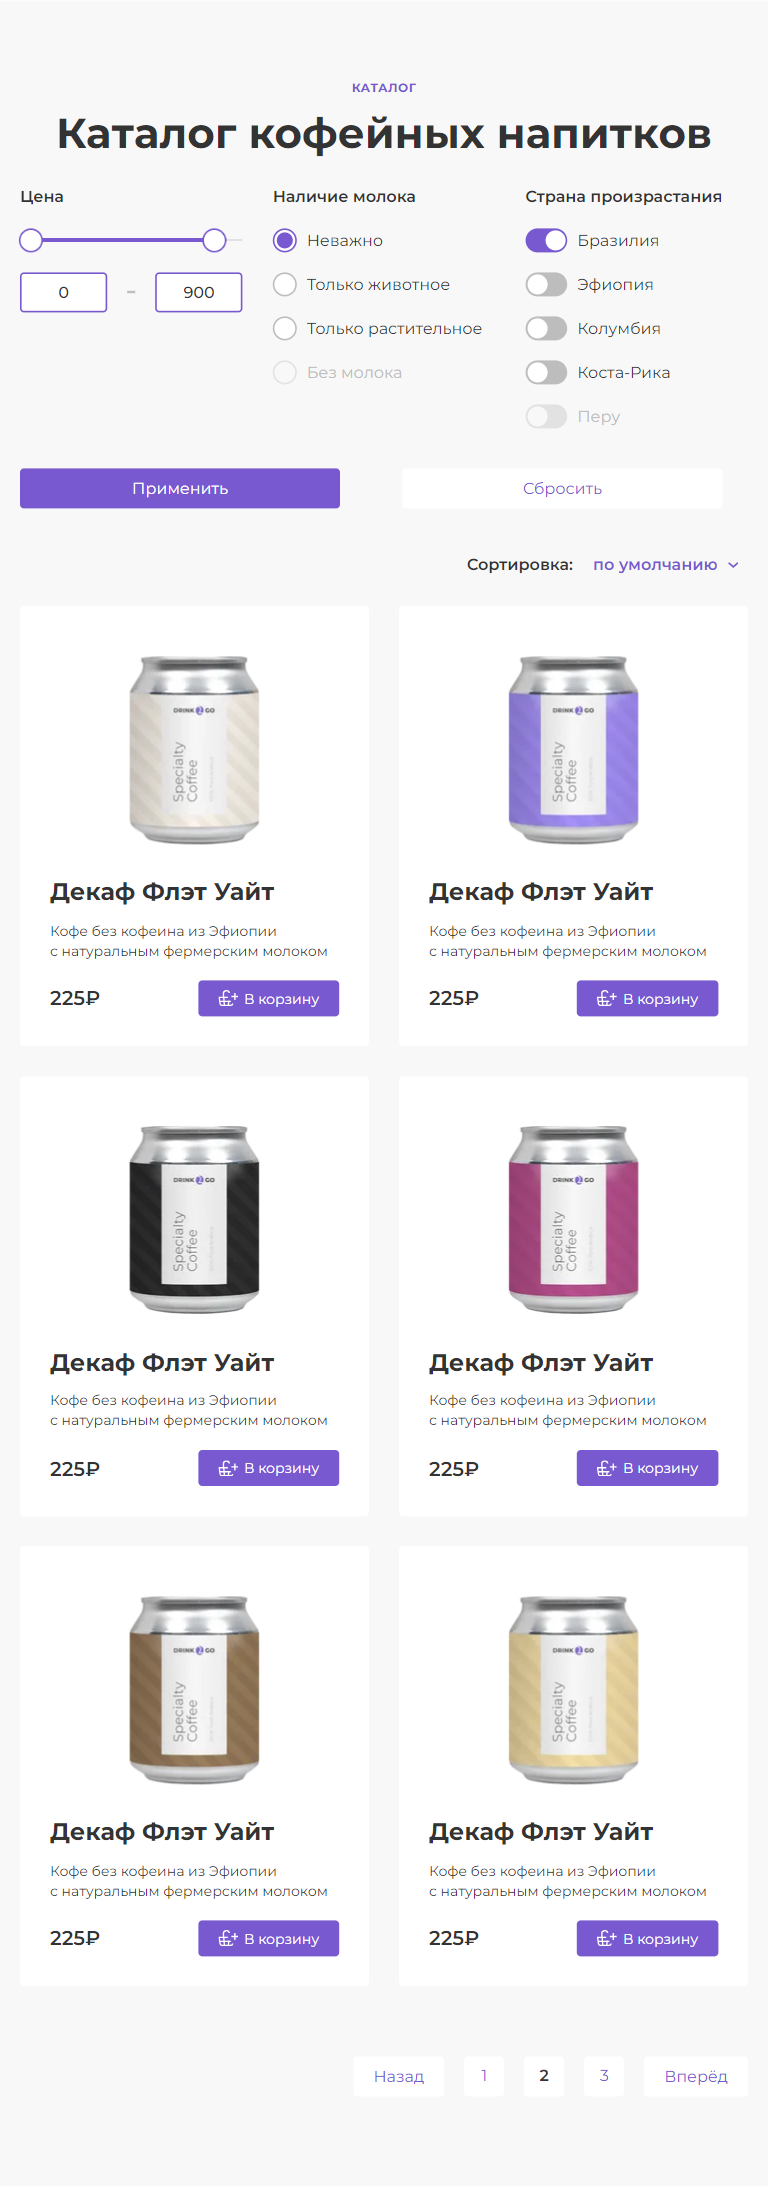 КАТАЛОГ
Каталог кофейных напитков
Цена
0 - 900
Наличие молока
Неважно
Только животное
Только растительное
Без молока
Страна произрастания
Бразилия
Эфиопия
Колумбия
Коста-Рика
Перу
Применить
Сбросить
Сортировка: по умолчанию
DRINK 2 GO
Specialty
Coffee
Декаф Флэт Уайт
Кофе без кофеина из Эфиопии
с натуральным фермерским молоком
225₽
В корзину
DRINK 2 GO
Specialty
Coffee
Декаф Флэт Уайт
Кофе без кофеина из Эфиопии
с натуральным фермерским молоком
225₽
В корзину
DRINK 2 GO
Specialty
Coffee
Декаф Флэт Уайт
Кофе без кофеина из Эфиопии
с натуральным фермерским молоком
225₽
В корзину
DRINK 2 GO
Specialty
Coffee
Декаф Флэт Уайт
Кофе без кофеина из Эфиопии
с натуральным фермерским молоком
225₽
В корзину
DRINK 2 GO
Specialty
Coffee
Декаф Флэт Уайт
Кофе без кофеина из Эфиопии
с натуральным фермерским молоком
225₽
В корзину
DRINK 2 GO
Specialty
Coffee
Декаф Флэт Уайт
Кофе без кофеина из Эфиопии
с натуральным фермерским молоком
225₽
В корзину
Назад 1 2 3 Вперёд